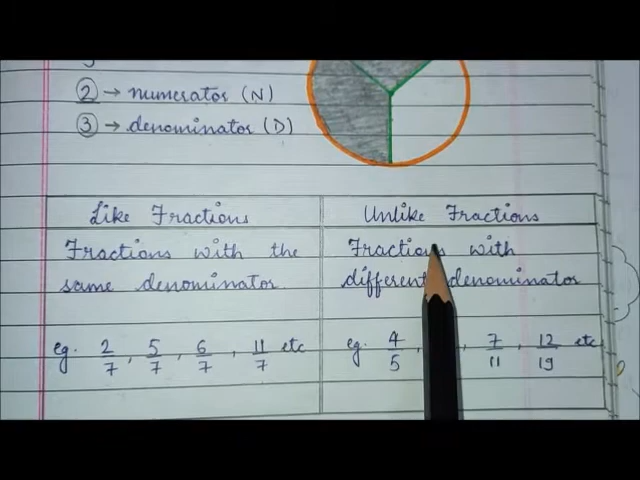 ② → numerator (N)
③ → denominator (D)
Like Fractions
Fractions with the
same denominator
eg. 2/7, 5/7, 6/7, 11/7 etc
Unlike Fractions
Fractions with
different denominator
eg. 4/5, , 7/11, 12/19 etc